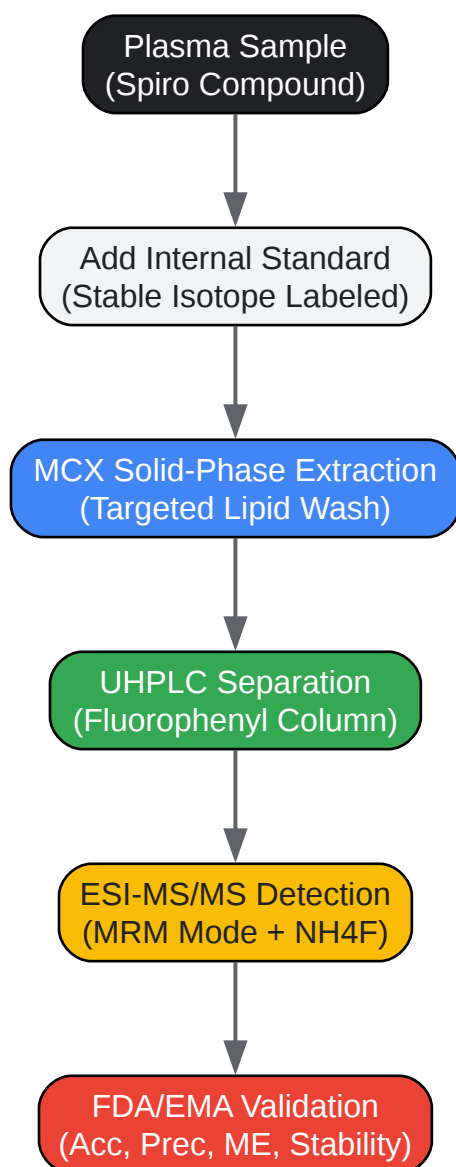 Plasma Sample
(Spiro Compound)
Add Internal Standard
(Stable Isotope Labeled)
MCX Solid-Phase Extraction
(Targeted Lipid Wash)
UHPLC Separation
(Fluorophenyl Column)
ESI-MS/MS Detection
(MRM Mode + NH4F)
FDA/EMA Validation
(Acc, Prec, ME, Stability)